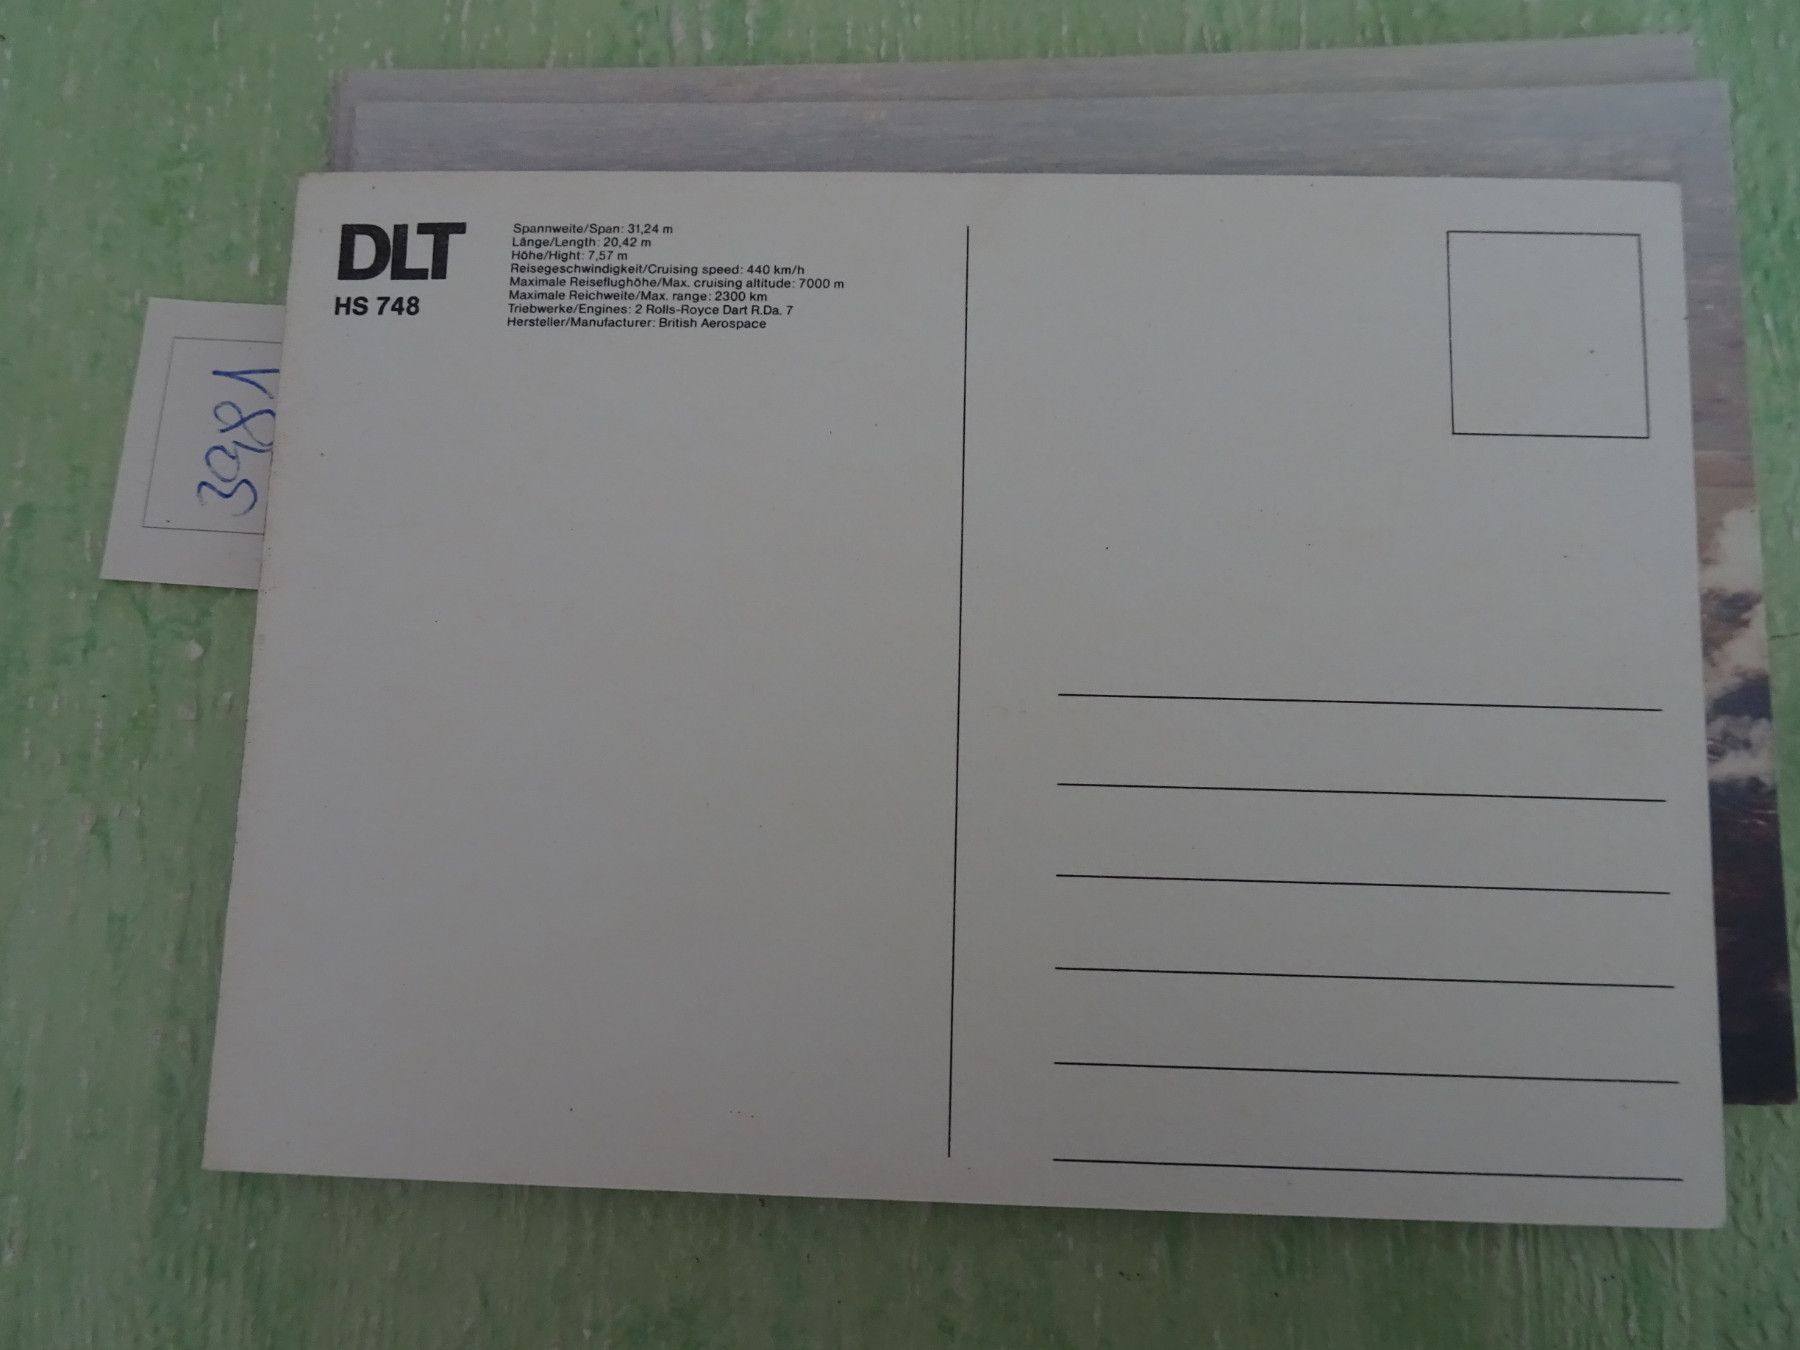 DLT
HS 748
Spannweite/Span: 31,24 m
Länge/Length: 20,42 m
Höhe/Hight: 7,57 m
Reisegeschwindigkeit/Cruising speed: 440 km/h
Maximale Reiseflughöhe/Max. cruising altitude: 7000 m
Maximale Reichweite/Max. range: 2300 km
Triebwerke/Engines: 2 Rolls-Royce Dart R.Da. 7
Hersteller/Manufacturer: British Aerospace
3981